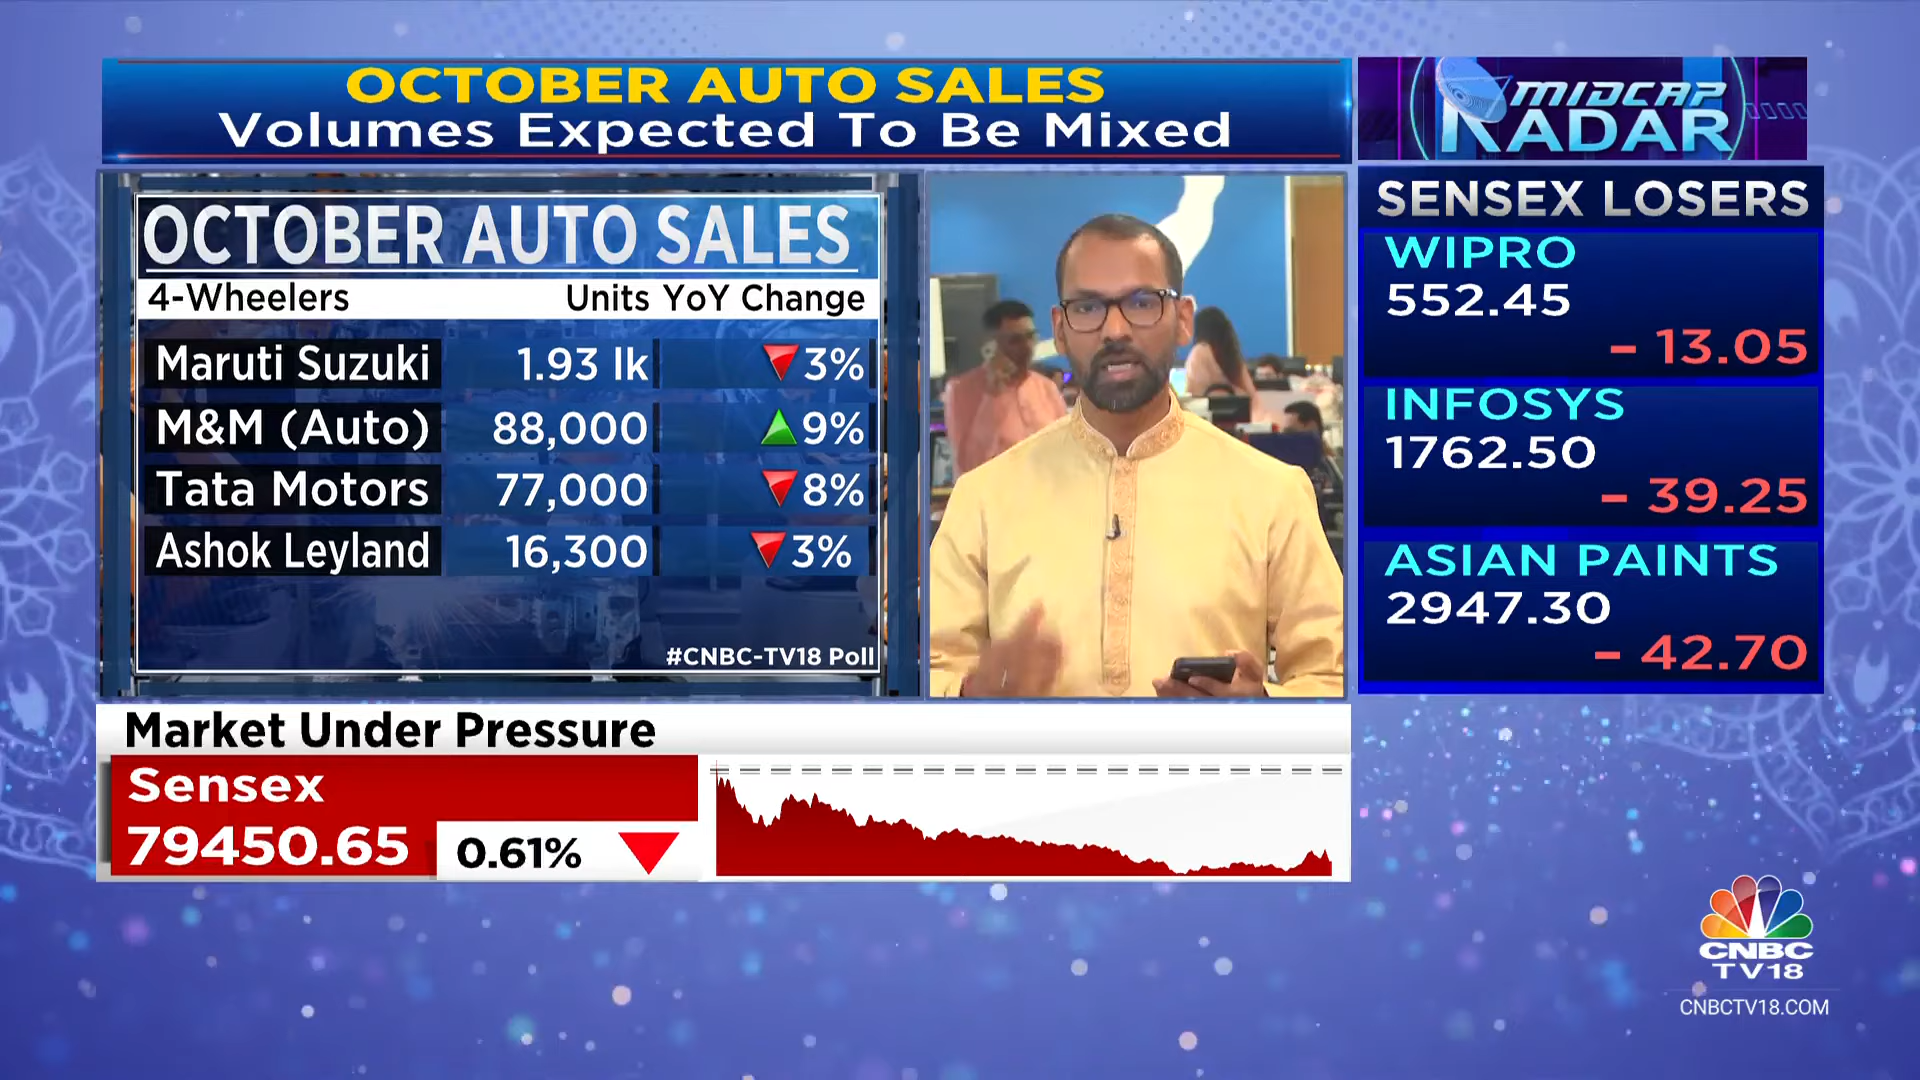 OCTOBER AUTO SALES
Volumes Expected To Be Mixed
MIDCAP
RADAR
OCTOBER AUTO SALES
4-Wheelers Units YoY Change
Maruti Suzuki 1.93 lk 3%
M&M (Auto) 88,000 9%
Tata Motors 77,000 8%
Ashok Leyland 16,300 3%
#CNBC-TV18 Poll
SENSEX LOSERS
WIPRO
552.45
- 13.05
INFOSYS
1762.50
- 39.25
ASIAN PAINTS
2947.30
- 42.70
Market Under Pressure
Sensex
79450.65 0.61%
CNBC
TV18
CNBCTV18.COM